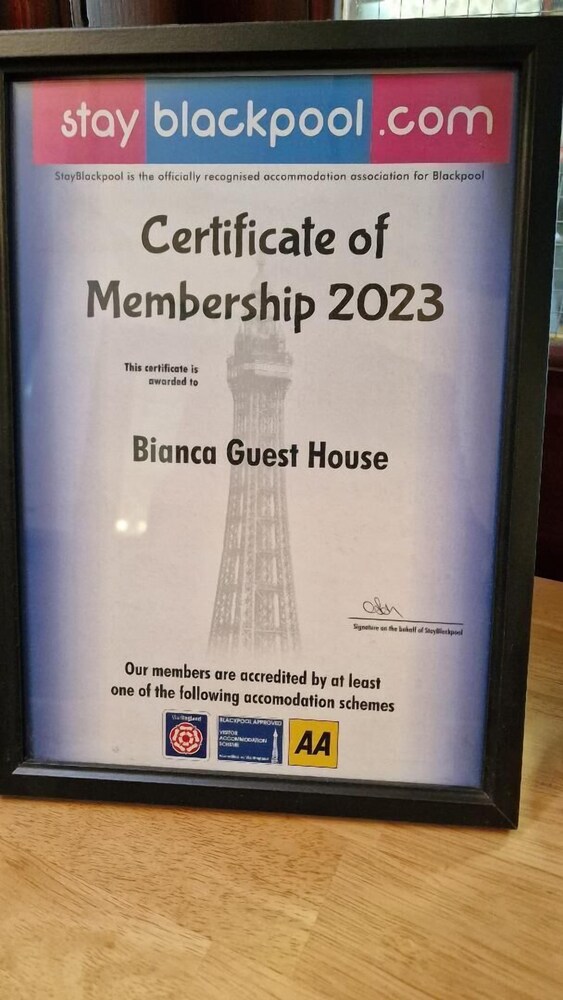 stay blackpool.com
StayBlackpool is the officially recognised accommodation association for Blackpool
Certificate of
Membership 2023
This certificate is
awarded to
Bianca Guest House
Signature on the behalf of StayBlackpool
Our members are accredited by at least
one of the following accomodation schemes
VisitEngland
BLACKPOOL APPROVED
VISITOR
ACCOMMODATION
SCHEME
AA